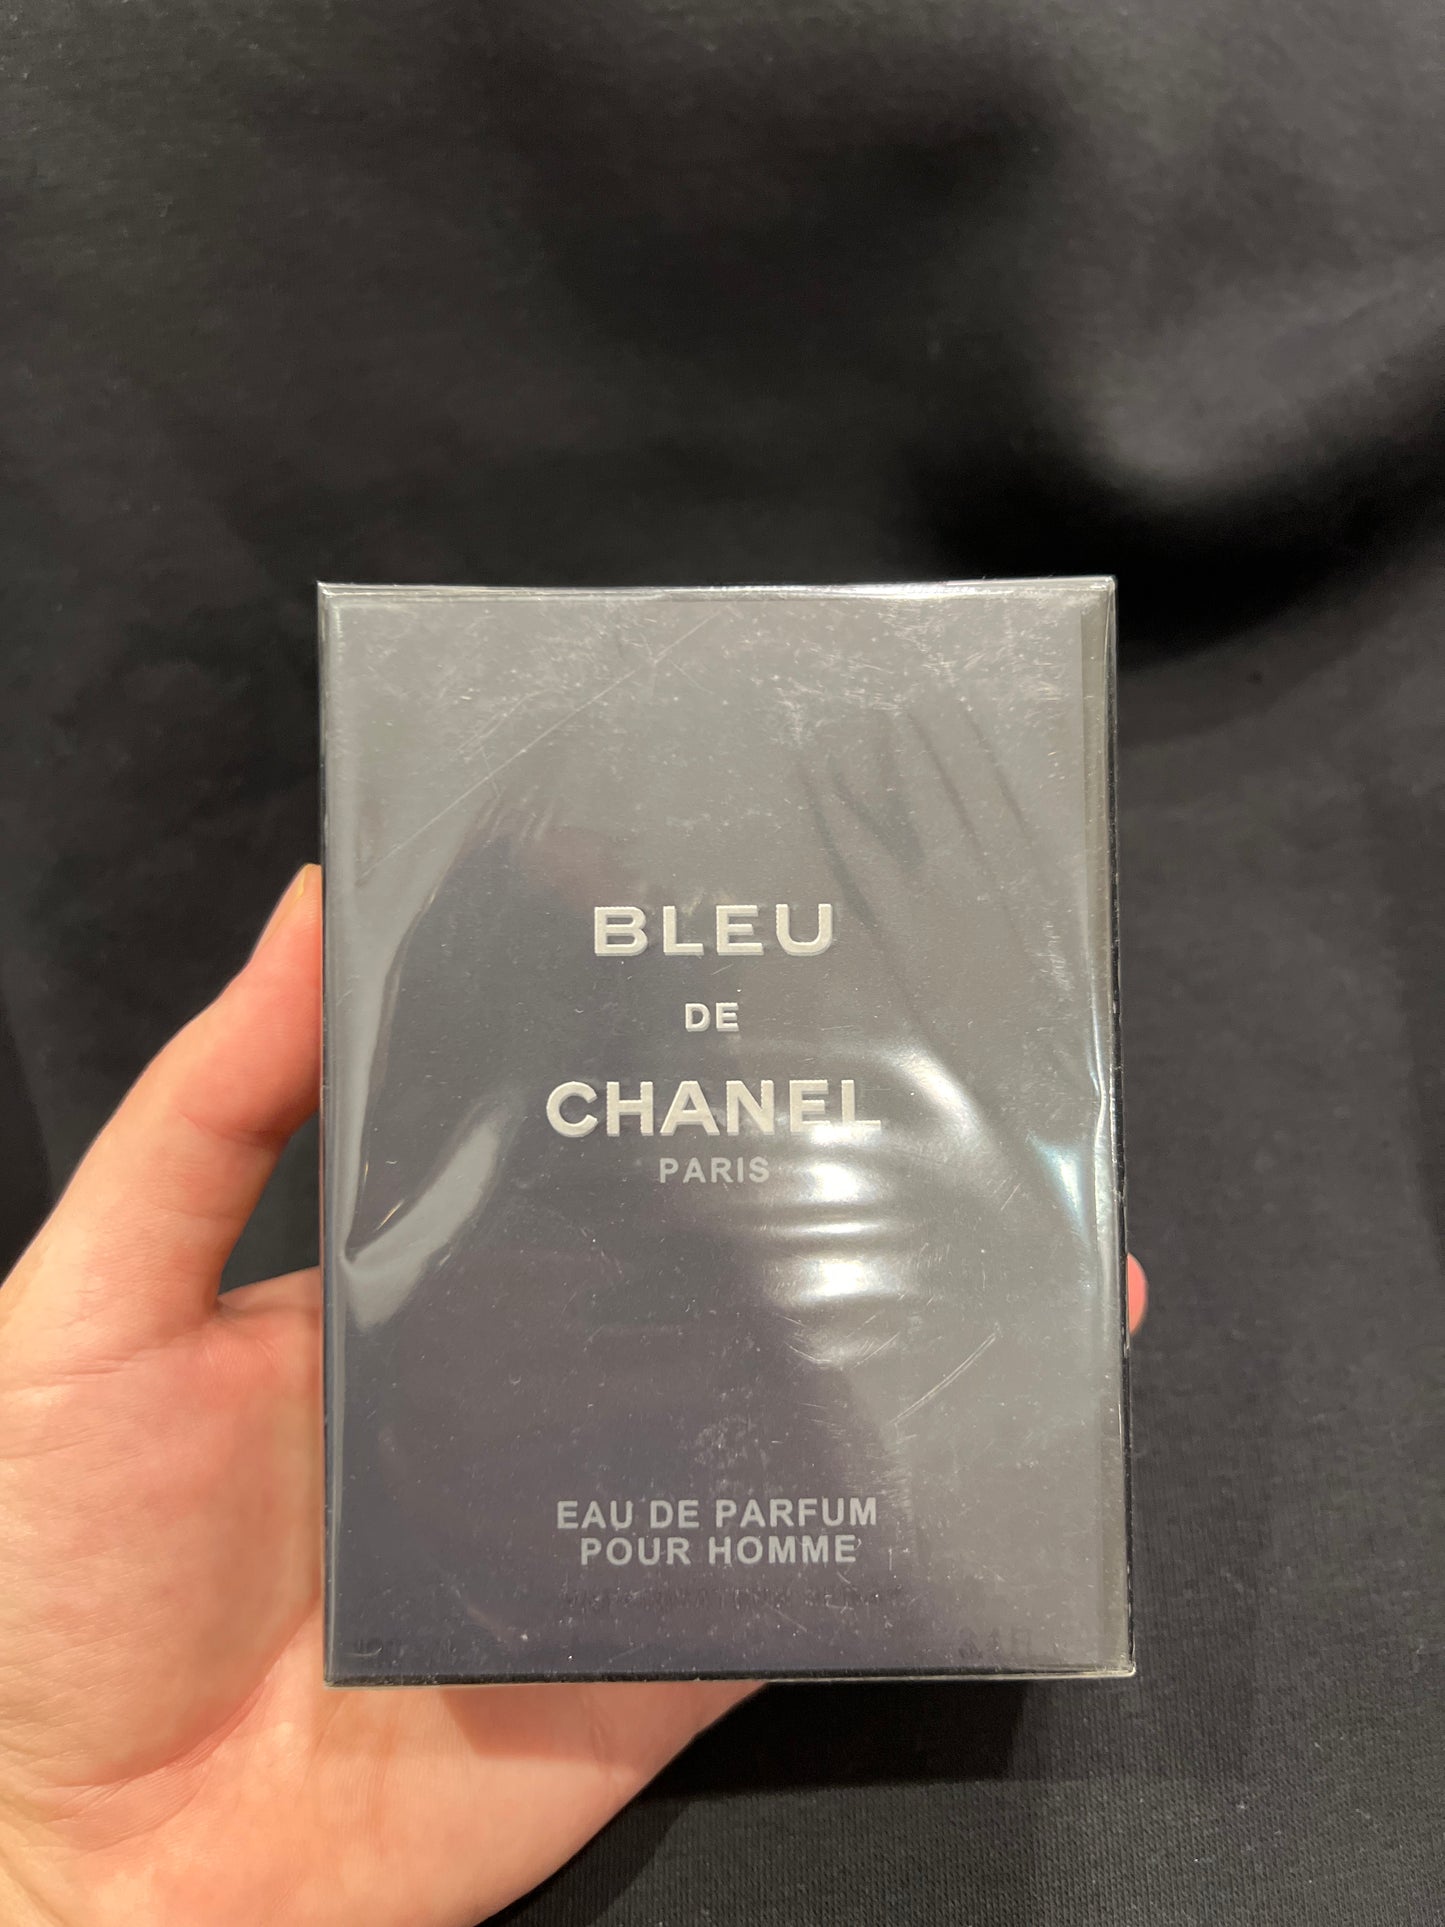 BLEU
DE
CHANEL
PARIS
EAU DE PARFUM
POUR HOMME